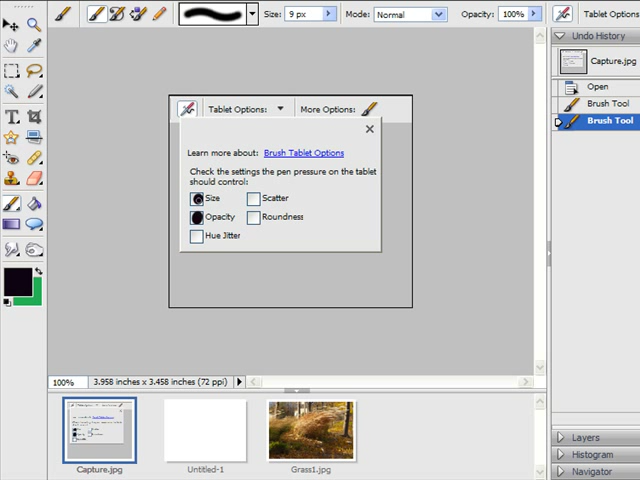 Size: 9 px Mode: Normal Opacity: 100% Tablet Options
Undo History
Capture.jpg
Open
Brush Tool
Brush Tool
Tablet Options: More Options:
Learn more about: Brush Tablet Options
Check the settings the pen pressure on the tablet
should control:
Size Scatter
Opacity Roundness
Hue Jitter
100% 3.958 inches x 3.458 inches (72 ppi)
Capture.jpg Untitled-1 Grass1.jpg
Layers
Histogram
Navigator